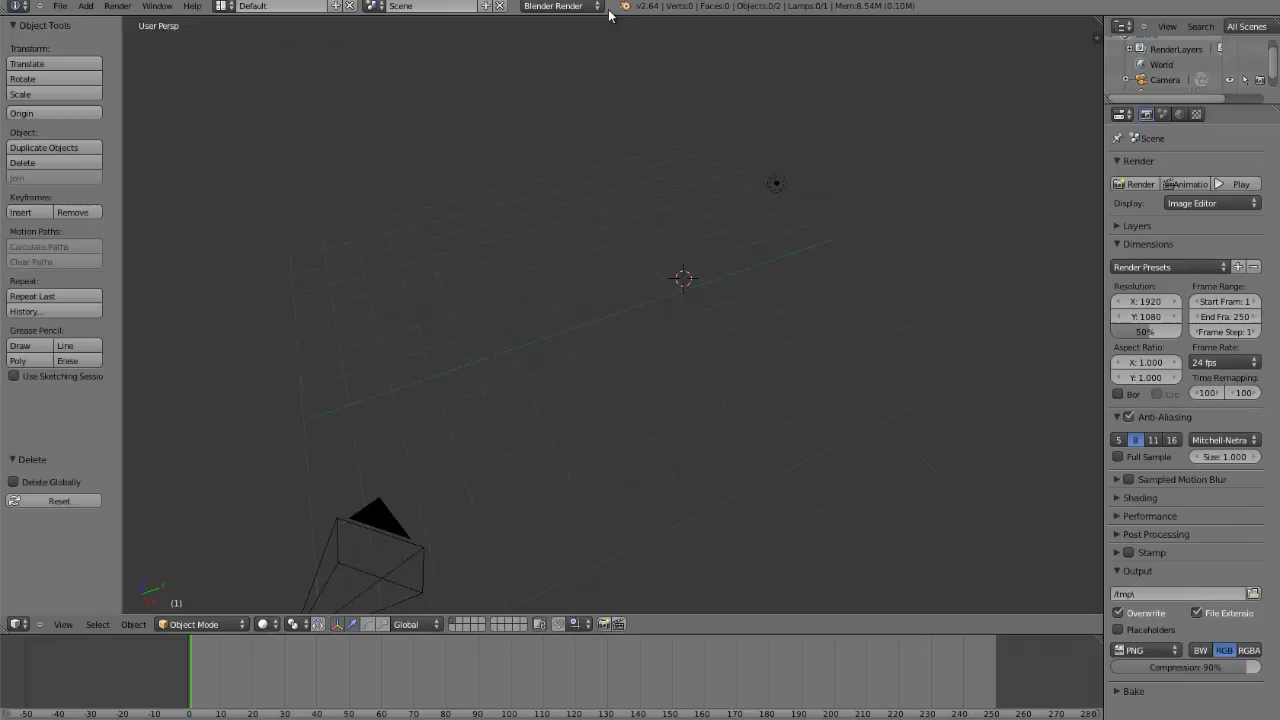 File Add Render Window Help Default Scene Blender Render v2.64 | Verts:0 | Faces:0 | Objects:0/2 | Lamps:0/1 | Mem:8.54M (0.10M)
Object Tools
Transform:
Translate
Rotate
Scale
Origin
Object:
Duplicate Objects
Delete
Join
Keyframes:
Insert Remove
Motion Paths:
Calculate Paths
Clear Paths
Repeat:
Repeat Last
History...
Grease Pencil:
Draw Line
Poly Erase
Use Sketching Sessio
Delete
Delete Globally
Reset
User Persp
(1)
View Select Object Object Mode Global
-50 -40 -30 -20 -10 0 10 20 30 40 50 60 70 80 90 100 110 120 130 140 150 160 170 180 190 200 210 220 230 240 250 260 270 280
View Search All Scenes
RenderLayers
World
Camera
Scene
Render
Render Animatio Play
Display: Image Editor
Layers
Dimensions
Render Presets
Resolution: Frame Range:
X: 1920 Start Fram: 1
Y: 1080 End Fra: 250
50% Frame Step: 1
Aspect Ratio: Frame Rate:
X: 1.000 24 fps
Y: 1.000 Time Remapping:
Bor Cro 100 100
Anti-Aliasing
5 8 11 16 Mitchell-Netra
Full Sample Size: 1.000
Sampled Motion Blur
Shading
Performance
Post Processing
Stamp
Output
/tmp\
Overwrite File Extensio
Placeholders
PNG BW RGB RGBA
Compression: 90%
Bake